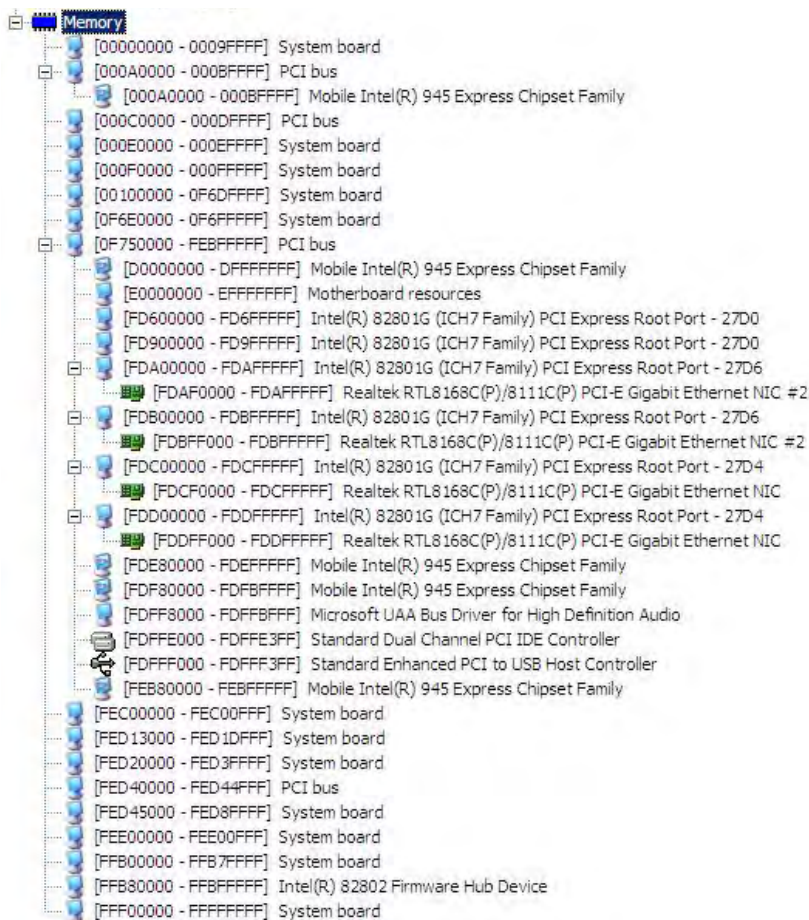 Memory
[00000000 - 0009FFFF] System board
[000A0000 - 000BFFFF] PCI bus
[000A0000 - 000BFFFF] Mobile Intel(R) 945 Express Chipset Family
[000C0000 - 000DFFFF] PCI bus
[000E0000 - 000EFFFF] System board
[000F0000 - 000FFFFF] System board
[00100000 - 0F6DFFFF] System board
[0F6E0000 - 0F6FFFFF] System board
[0F750000 - FEBFFFFF] PCI bus
[D0000000 - DFFFFFFF] Mobile Intel(R) 945 Express Chipset Family
[E0000000 - EFFFFFFF] Motherboard resources
[FD600000 - FD6FFFFF] Intel(R) 82801G (ICH7 Family) PCI Express Root Port - 27D0
[FD900000 - FD9FFFFF] Intel(R) 82801G (ICH7 Family) PCI Express Root Port - 27D0
[FDA00000 - FDAFFFFF] Intel(R) 82801G (ICH7 Family) PCI Express Root Port - 27D6
[FDAF0000 - FDAFFFFF] Realtek RTL8168C(P)/8111C(P) PCI-E Gigabit Ethernet NIC #2
[FDB00000 - FDBFFFFF] Intel(R) 82801G (ICH7 Family) PCI Express Root Port - 27D6
[FDBFF000 - FDBFFFFF] Realtek RTL8168C(P)/8111C(P) PCI-E Gigabit Ethernet NIC #2
[FDC00000 - FDCFFFFF] Intel(R) 82801G (ICH7 Family) PCI Express Root Port - 27D4
[FDCF0000 - FDCFFFFF] Realtek RTL8168C(P)/8111C(P) PCI-E Gigabit Ethernet NIC
[FDD00000 - FDDFFFFF] Intel(R) 82801G (ICH7 Family) PCI Express Root Port - 27D4
[FDDFF000 - FDDFFFFF] Realtek RTL8168C(P)/8111C(P) PCI-E Gigabit Ethernet NIC
[FDE80000 - FDEFFFFF] Mobile Intel(R) 945 Express Chipset Family
[FDF80000 - FDFBFFFF] Mobile Intel(R) 945 Express Chipset Family
[FDFF8000 - FDFFBFFF] Microsoft UAA Bus Driver for High Definition Audio
[FDFFE000 - FDFFE3FF] Standard Dual Channel PCI IDE Controller
[FDFFF000 - FDFFF3FF] Standard Enhanced PCI to USB Host Controller
[FEB80000 - FEBFFFFF] Mobile Intel(R) 945 Express Chipset Family
[FEC00000 - FEC00FFF] System board
[FED13000 - FED1DFFF] System board
[FED20000 - FED3FFFF] System board
[FED40000 - FED44FFF] PCI bus
[FED45000 - FED8FFFF] System board
[FEE00000 - FEE00FFF] System board
[FFB00000 - FFB7FFFF] System board
[FFB80000 - FFBFFFFF] Intel(R) 82802 Firmware Hub Device
[FFF00000 - FFFFFFFF] System board